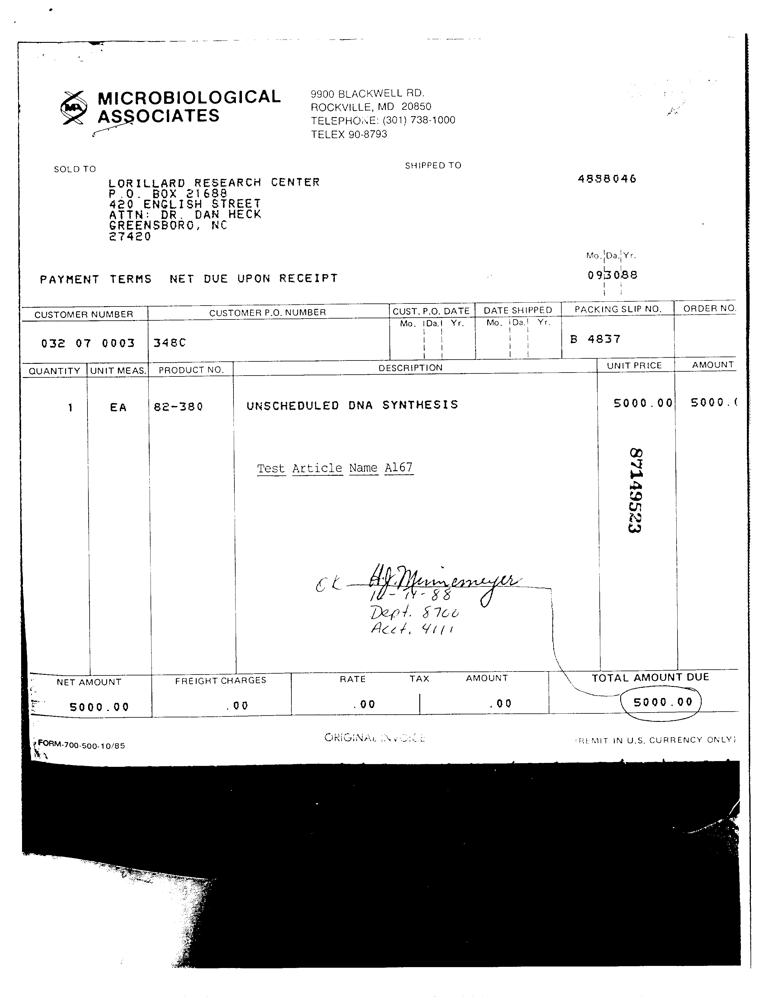 MICROBIOLOGICAL
ASSOCIATES
9900 BLACKWELL RD.
ROCKVILLE, MD 20850
TELEPHONE: (301) 738-1000
TELEX 90-8793
SOLD TO
SHIPPED TO
LORILLARD RESEARCH CENTER
P.O. BOX 21688
420 ENGLISH STREET
ATTN: DR. DAN HECK
GREENSBORO, NC
27420
4838046
Mo. Da. Yr.
093088
PAYMENT TERMS NET DUE UPON RECEIPT
CUSTOMER NUMBER CUSTOMER P.O. NUMBER CUST. P.O. DATE DATE SHIPPED PACKING SLIP NO. ORDER NO.
Mo. Da. Yr. Mo. Da. Yr.
032 07 0003 348C B 4837
QUANTITY UNIT MEAS. PRODUCT NO. DESCRIPTION UNIT PRICE AMOUNT
1 EA 82-380 UNSCHEDULED DNA SYNTHESIS 5000.00 5000.
Test Article Name A167
87149523
OK H.J. Minnemeyer
10-14-88
Dept. 8700
Acct. 4111
NET AMOUNT FREIGHT CHARGES RATE TAX AMOUNT TOTAL AMOUNT DUE
5000.00 .00 .00 .00 5000.00
FORM-700-500-10/85
ORIGINAL INVOICE
(REMIT IN U.S. CURRENCY ONLY)